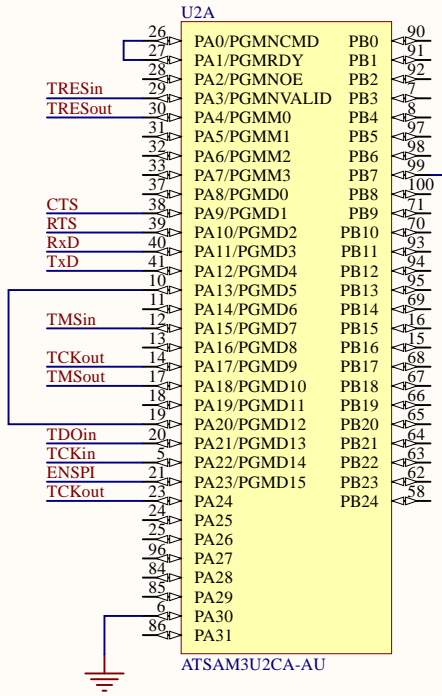 U2A
26 PA0/PGMNCMD PB0 90
27 PA1/PGMRDY PB1 91
28 PA2/PGMNOE PB2 92
TRESin 29 PA3/PGMNVALID PB3 7
TRESout 30 PA4/PGMM0 PB4 8
31 PA5/PGMM1 PB5 97
32 PA6/PGMM2 PB6 98
33 PA7/PGMM3 PB7 99
37 PA8/PGMD0 PB8 100
CTS 38 PA9/PGMD1 PB9 71
RTS 39 PA10/PGMD2 PB10 70
RxD 40 PA11/PGMD3 PB11 93
TxD 41 PA12/PGMD4 PB12 94
10 PA13/PGMD5 PB13 95
11 PA14/PGMD6 PB14 69
TMSin 12 PA15/PGMD7 PB15 16
13 PA16/PGMD8 PB16 15
TCKout 14 PA17/PGMD9 PB17 68
TMSout 17 PA18/PGMD10 PB18 67
18 PA19/PGMD11 PB19 66
19 PA20/PGMD12 PB20 65
TDOin 20 PA21/PGMD13 PB21 64
TCKin 5 PA22/PGMD14 PB22 63
ENSPI 21 PA23/PGMD15 PB23 62
TCKout 23 PA24 PB24 58
24 PA25
25 PA26
96 PA27
84 PA28
85 PA29
6 PA30
86 PA31
ATSAM3U2CA-AU